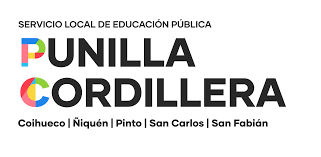 SERVICIO LOCAL DE EDUCACIÓN PÚBLICA
PUNILLA
CORDILLERA
Coihueco | Ñiquén | Pinto | San Carlos | San Fabián